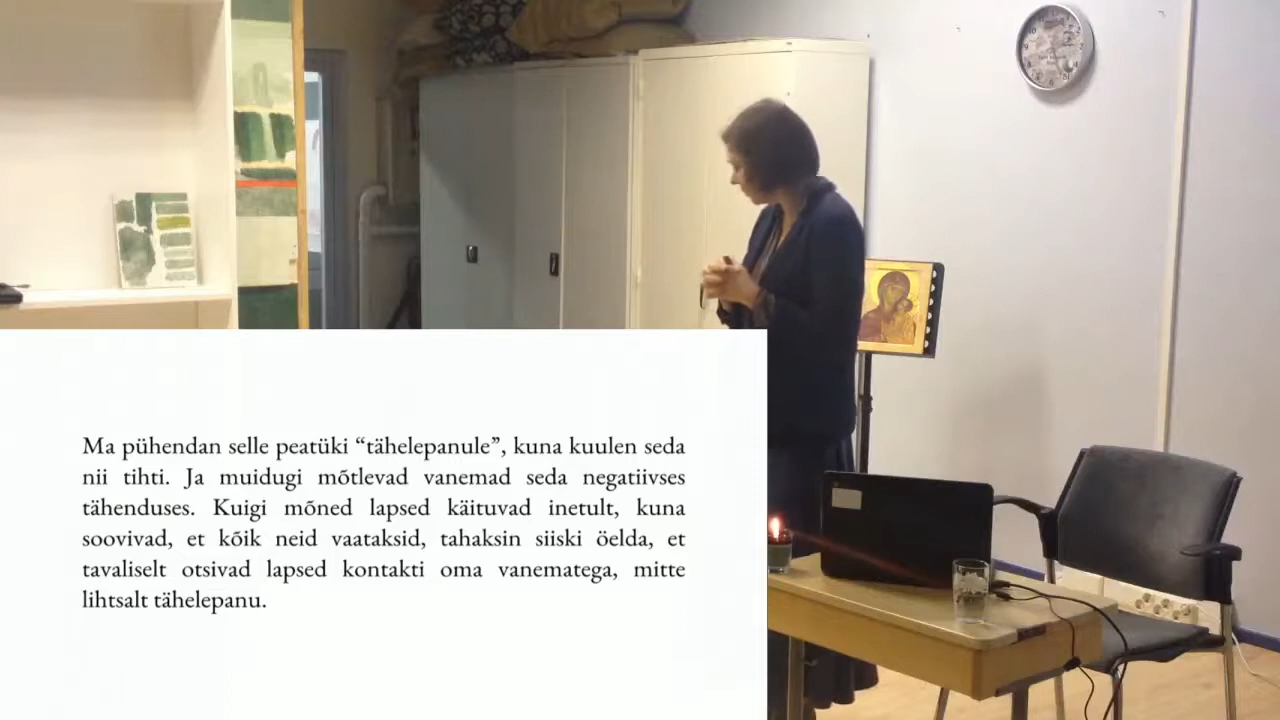 Ma pühendan selle peatüki “tähelepanule”, kuna kuulen seda
nii tihti. Ja muidugi mõtlevad vanemad seda negatiivses
tähenduses. Kuigi mõned lapsed käituvad inetult, kuna
soovivad, et kõik neid vaataksid, tahaksin siiski öelda, et
tavaliselt otsivad lapsed kontakti oma vanematega, mitte
lihtsalt tähelepanu.